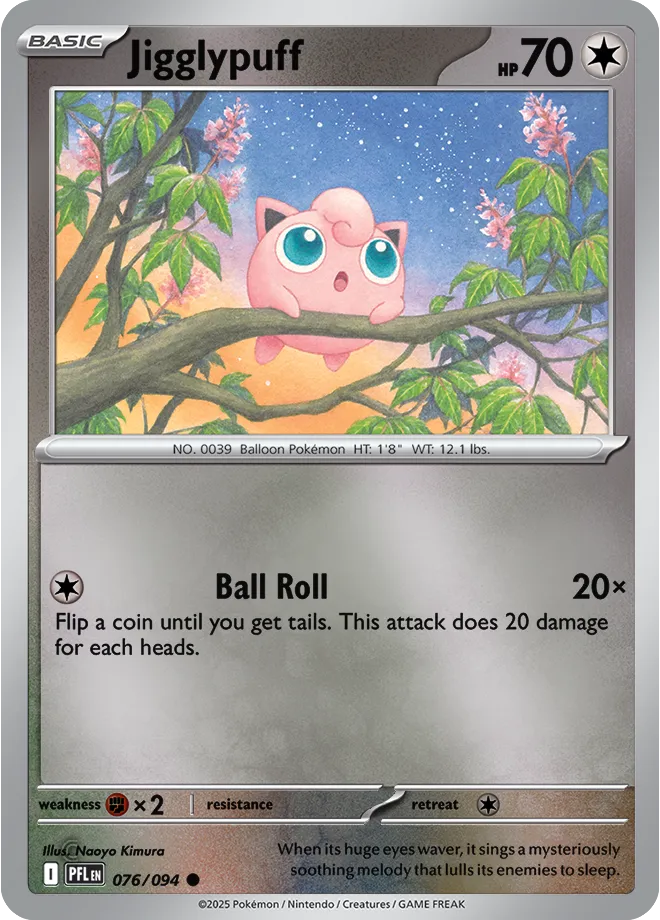 BASIC
Jigglypuff
HP 70
NO. 0039 Balloon Pokémon HT: 1'8" WT: 12.1 lbs.
Ball Roll 20×
Flip a coin until you get tails. This attack does 20 damage
for each heads.
weakness ×2 resistance retreat
Illus. Naoyo Kimura
When its huge eyes waver, it sings a mysteriously
soothing melody that lulls its enemies to sleep.
I PFL EN 076/094
©2025 Pokémon / Nintendo / Creatures / GAME FREAK